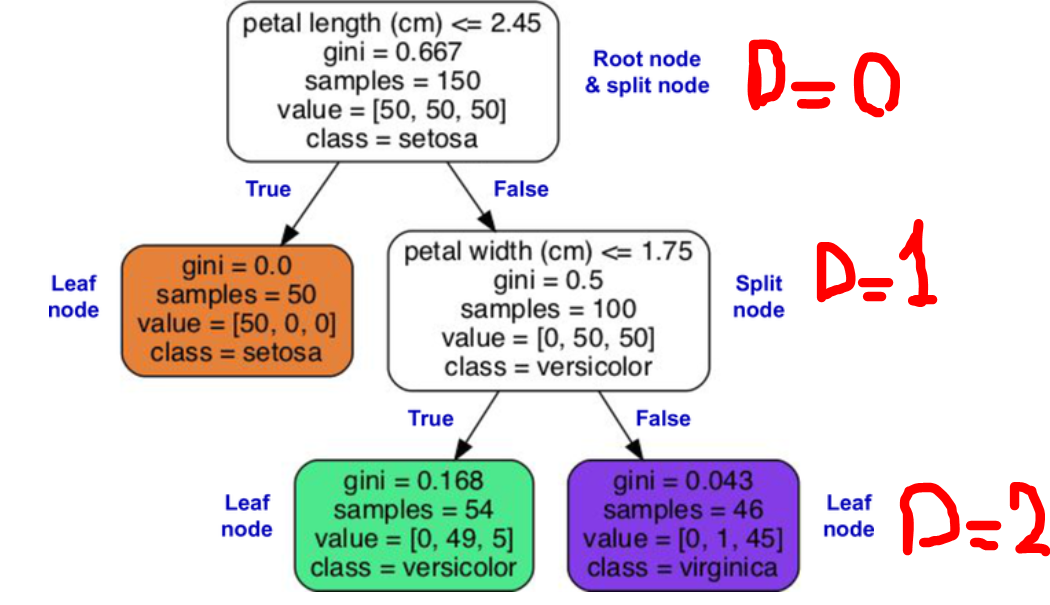 petal length (cm) <= 2.45
gini = 0.667
samples = 150
value = [50, 50, 50]
class = setosa
Root node
& split node
D=0
True
False
Leaf
node
gini = 0.0
samples = 50
value = [50, 0, 0]
class = setosa
petal width (cm) <= 1.75
gini = 0.5
samples = 100
value = [0, 50, 50]
class = versicolor
Split
node
D=1
True
False
Leaf
node
gini = 0.168
samples = 54
value = [0, 49, 5]
class = versicolor
gini = 0.043
samples = 46
value = [0, 1, 45]
class = virginica
Leaf
node
D=2